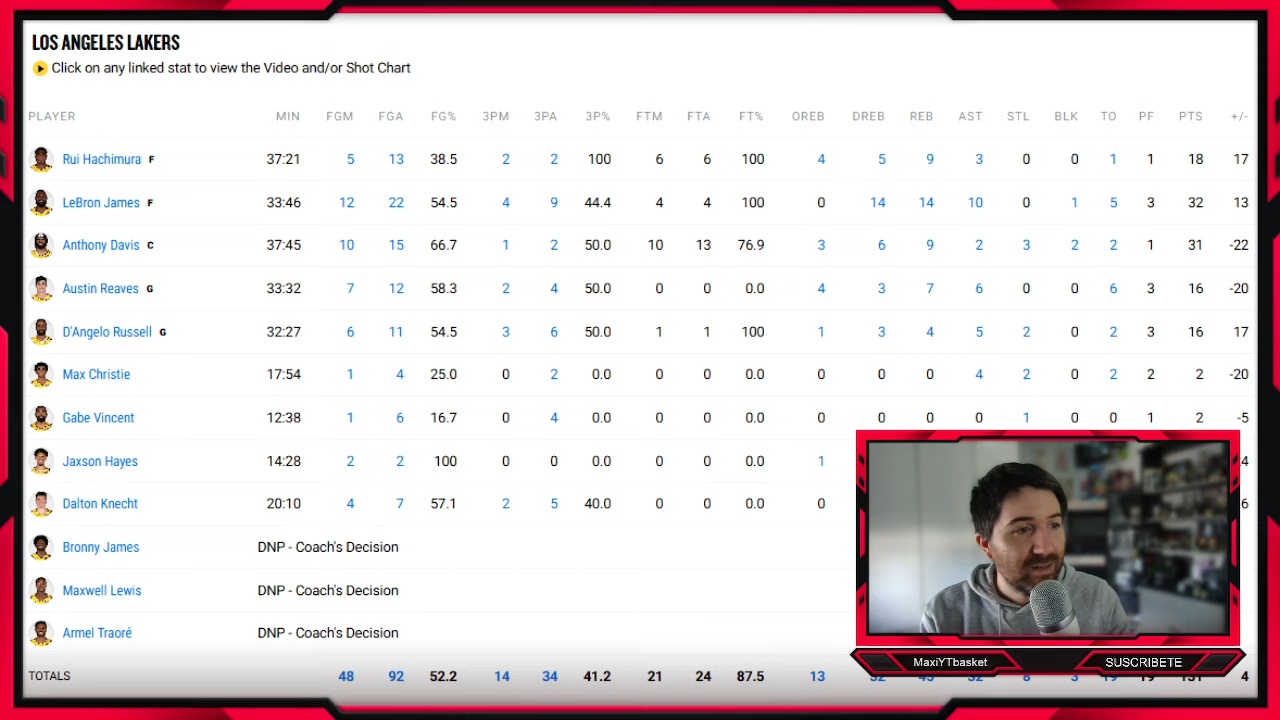 LOS ANGELES LAKERS
Click on any linked stat to view the Video and/or Shot Chart
PLAYER MIN FGM FGA FG% 3PM 3PA 3P% FTM FTA FT% OREB DREB REB AST STL BLK TO PF PTS +/-
Rui Hachimura F 37:21 5 13 38.5 2 2 100 6 6 100 4 5 9 3 0 0 1 1 18 17
LeBron James F 33:46 12 22 54.5 4 9 44.4 4 4 100 0 14 14 10 0 1 5 3 32 13
Anthony Davis C 37:45 10 15 66.7 1 2 50.0 10 13 76.9 3 6 9 2 3 2 2 1 31 -22
Austin Reaves G 33:32 7 12 58.3 2 4 50.0 0 0 0.0 4 3 7 6 0 0 6 3 16 -20
D'Angelo Russell G 32:27 6 11 54.5 3 6 50.0 1 1 100 1 3 4 5 2 0 2 3 16 17
Max Christie 17:54 1 4 25.0 0 2 0.0 0 0 0.0 0 0 0 4 2 0 2 2 2 -20
Gabe Vincent 12:38 1 6 16.7 0 4 0.0 0 0 0.0 0 0 0 0 1 0 0 1 2 -5
Jaxson Hayes 14:28 2 2 100 0 0 0.0 0 0 0.0 1 4
Dalton Knecht 20:10 4 7 57.1 2 5 40.0 0 0 0.0 0 6
Bronny James DNP - Coach's Decision
Maxwell Lewis DNP - Coach's Decision
Armel Traoré DNP - Coach's Decision
TOTALS 48 92 52.2 14 34 41.2 21 24 87.5 13 4
MaxiYTbasket
SUSCRIBETE